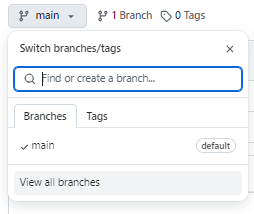 main 1 Branch 0 Tags
Switch branches/tags
Find or create a branch...
Branches Tags
main default
View all branches